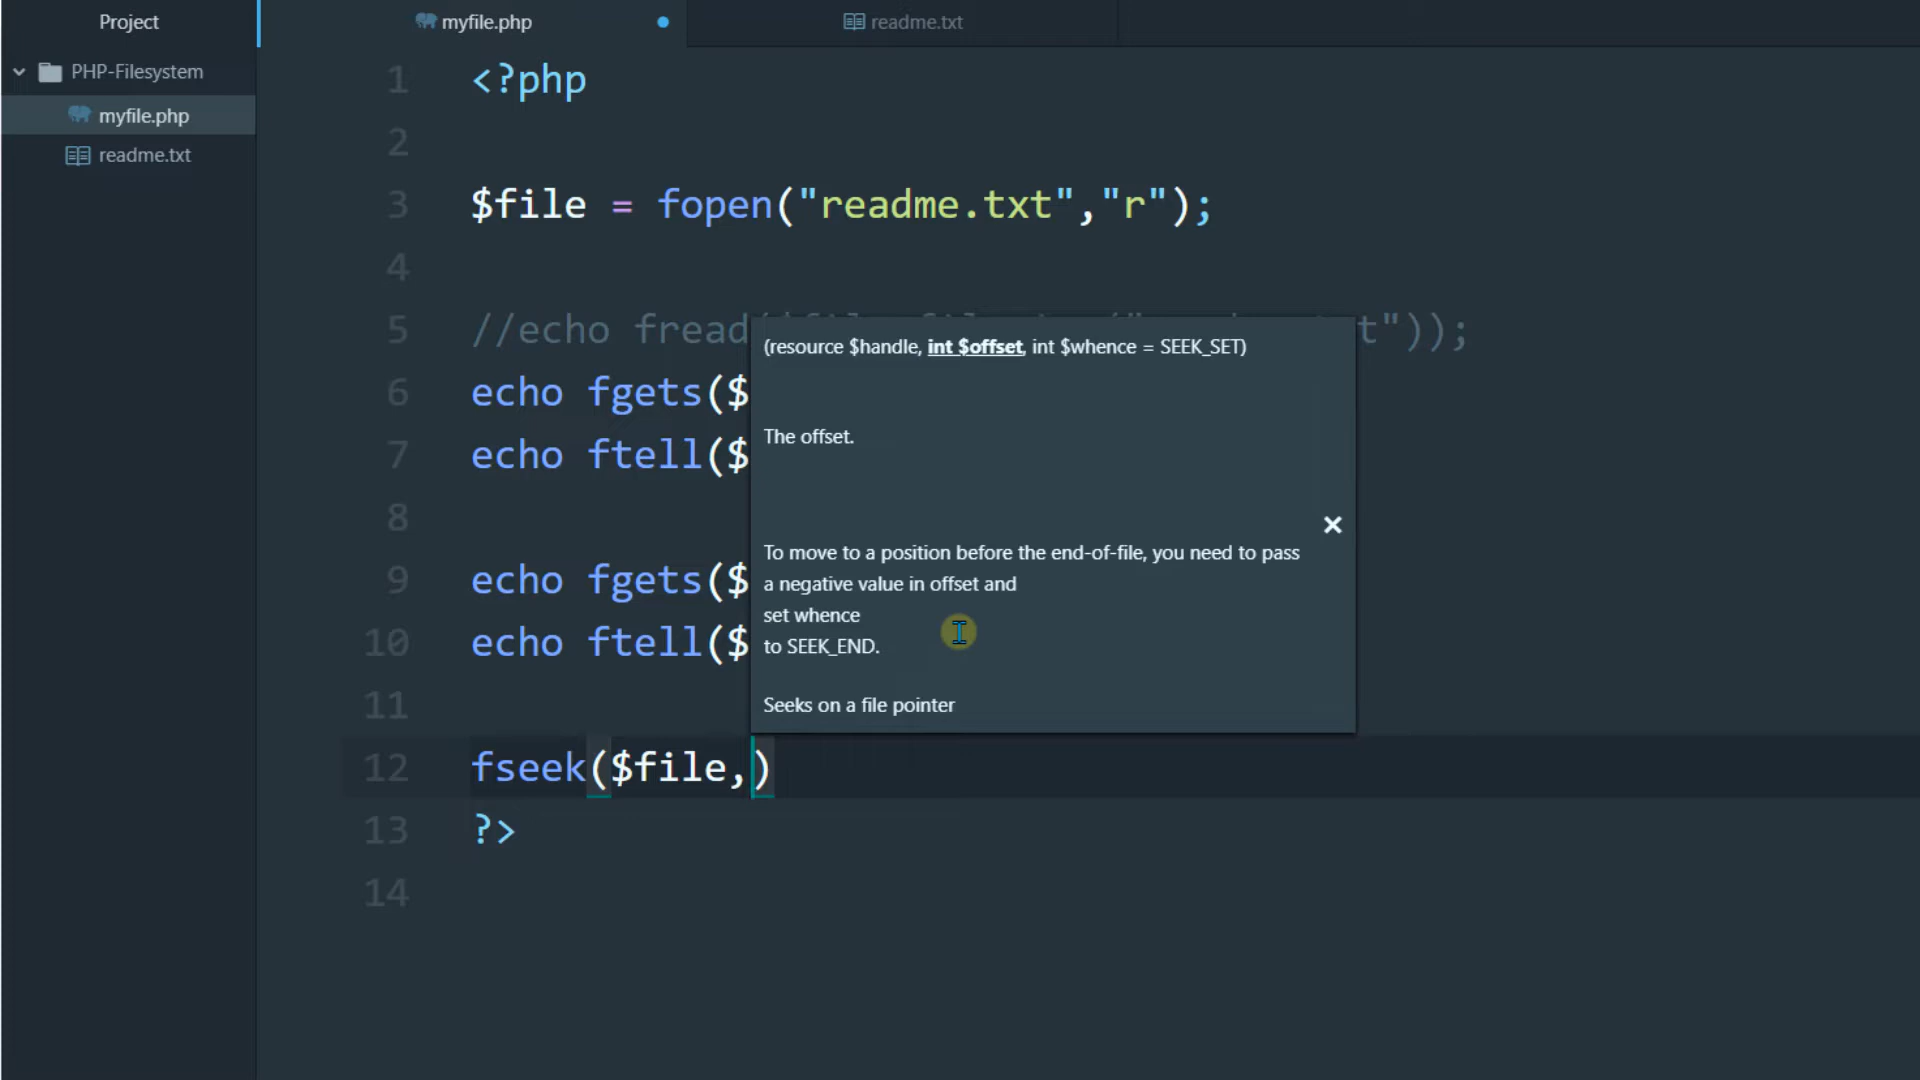 Project
myfile.php
readme.txt
PHP-Filesystem
myfile.php
readme.txt
1 <?php
2
3 $file = fopen("readme.txt","r");
4
5 //echo fread( t"));
6 echo fgets($
7 echo ftell($
8
9 echo fgets($
10 echo ftell($
11
12 fseek($file,)
13 ?>
14
(resource $handle, int $offset, int $whence = SEEK_SET)
The offset.
To move to a position before the end-of-file, you need to pass
a negative value in offset and
set whence
to SEEK_END.
Seeks on a file pointer